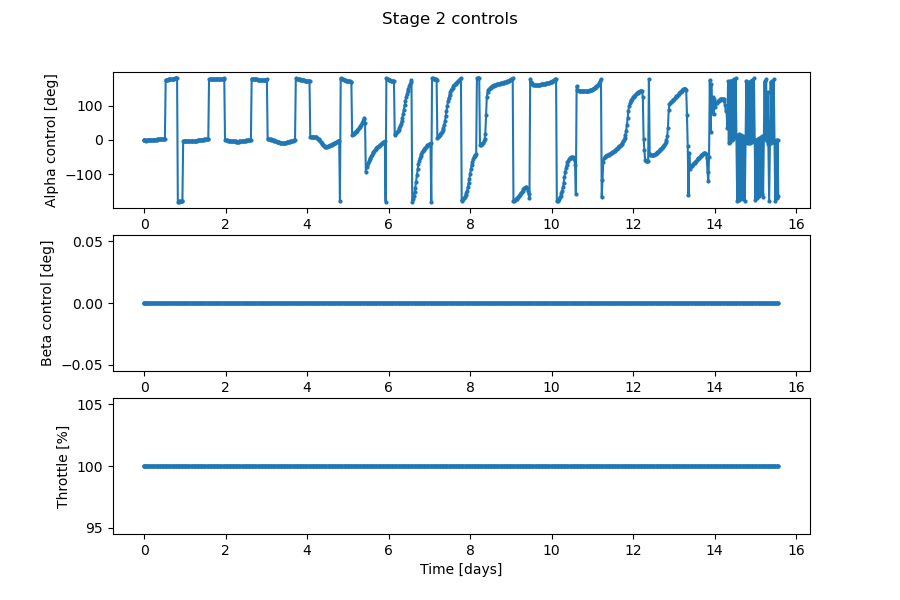 Stage 2 controls
Alpha control [deg]
100
0
−100
0 2 4 6 8 10 12 14 16
Beta control [deg]
0.05
0.00
−0.05
0 2 4 6 8 10 12 14 16
Throttle [%]
105
100
95
0 2 4 6 8 10 12 14 16
Time [days]